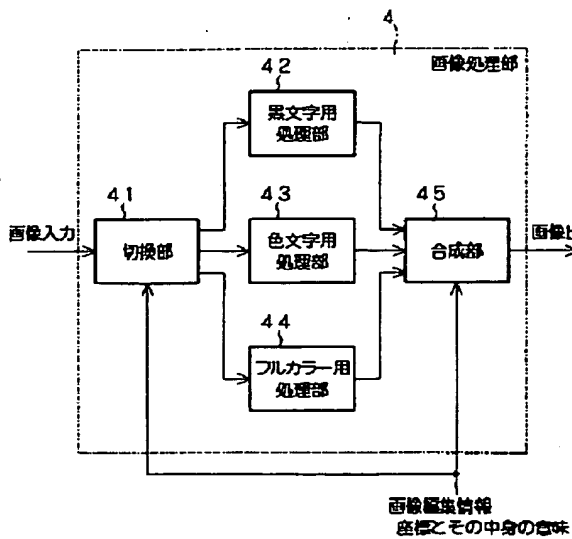 4
画像処理部
42
黒文字用
処理部
41
43
45
画像入力
切換部
色文字用
処理部
合成部
画像出
44
フルカラー用
処理部
画像編集情報
座標とその中身の意味